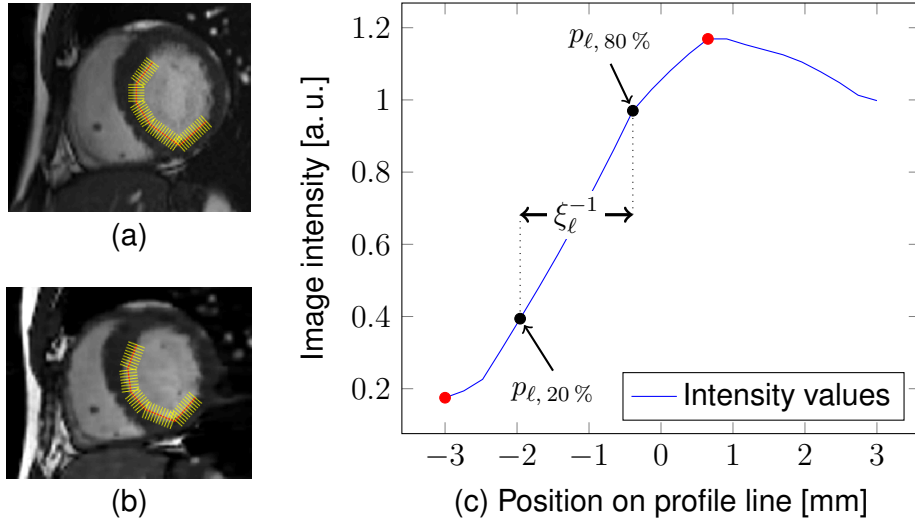 (a)
(b)
Image intensity [a. u.]
1.2
1
0.8
0.6
0.4
0.2
p_{ℓ, 80 %}
ξ_ℓ^{-1}
p_{ℓ, 20 %}
Intensity values
−3 −2 −1 0 1 2 3
(c) Position on profile line [mm]